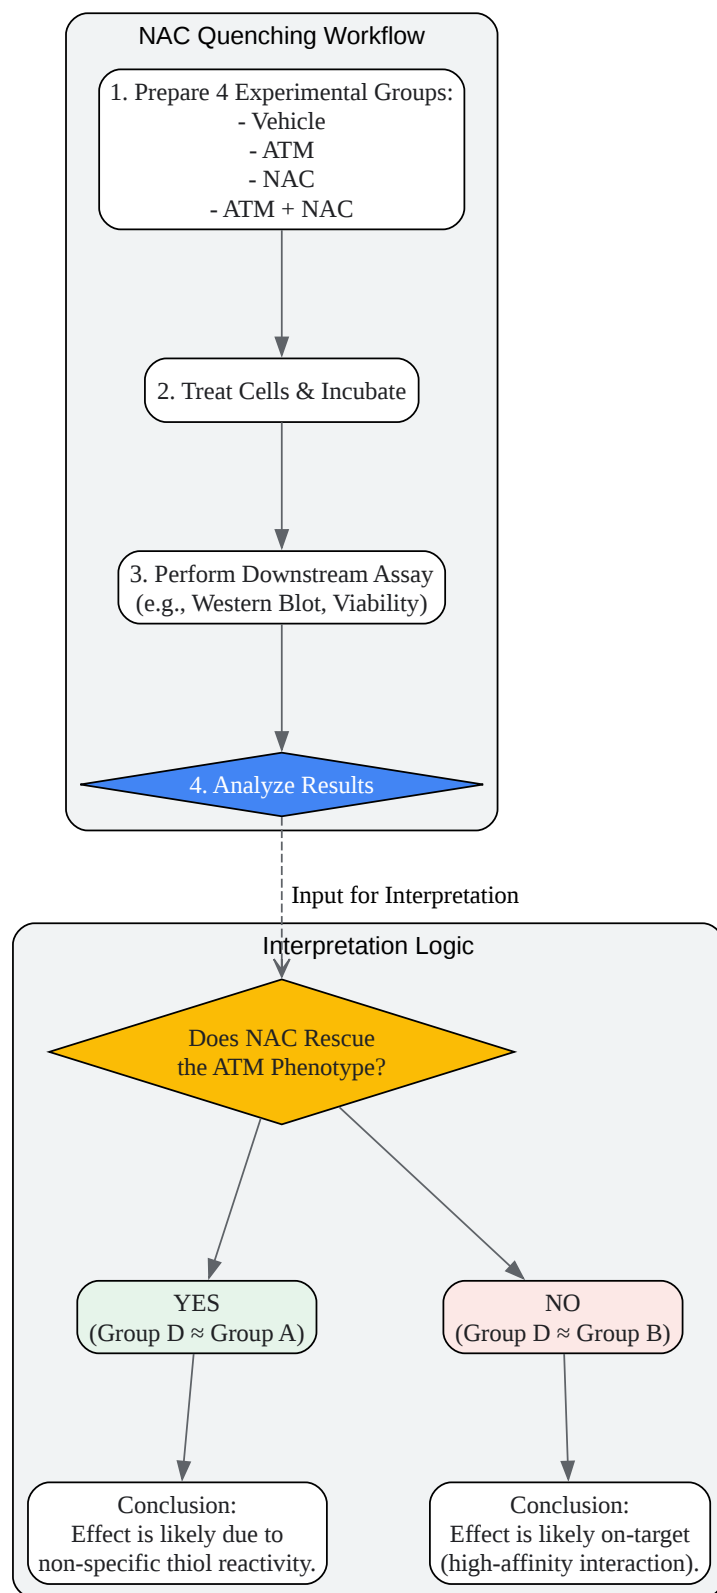 NAC Quenching Workflow
1. Prepare 4 Experimental Groups:
- Vehicle
- ATM
- NAC
- ATM + NAC
2. Treat Cells & Incubate
3. Perform Downstream Assay
(e.g., Western Blot, Viability)
4. Analyze Results
Input for Interpretation
Interpretation Logic
Does NAC Rescue
the ATM Phenotype?
YES
(Group D ≈ Group A)
NO
(Group D ≈ Group B)
Conclusion:
Effect is likely due to
non-specific thiol reactivity.
Conclusion:
Effect is likely on-target
(high-affinity interaction).